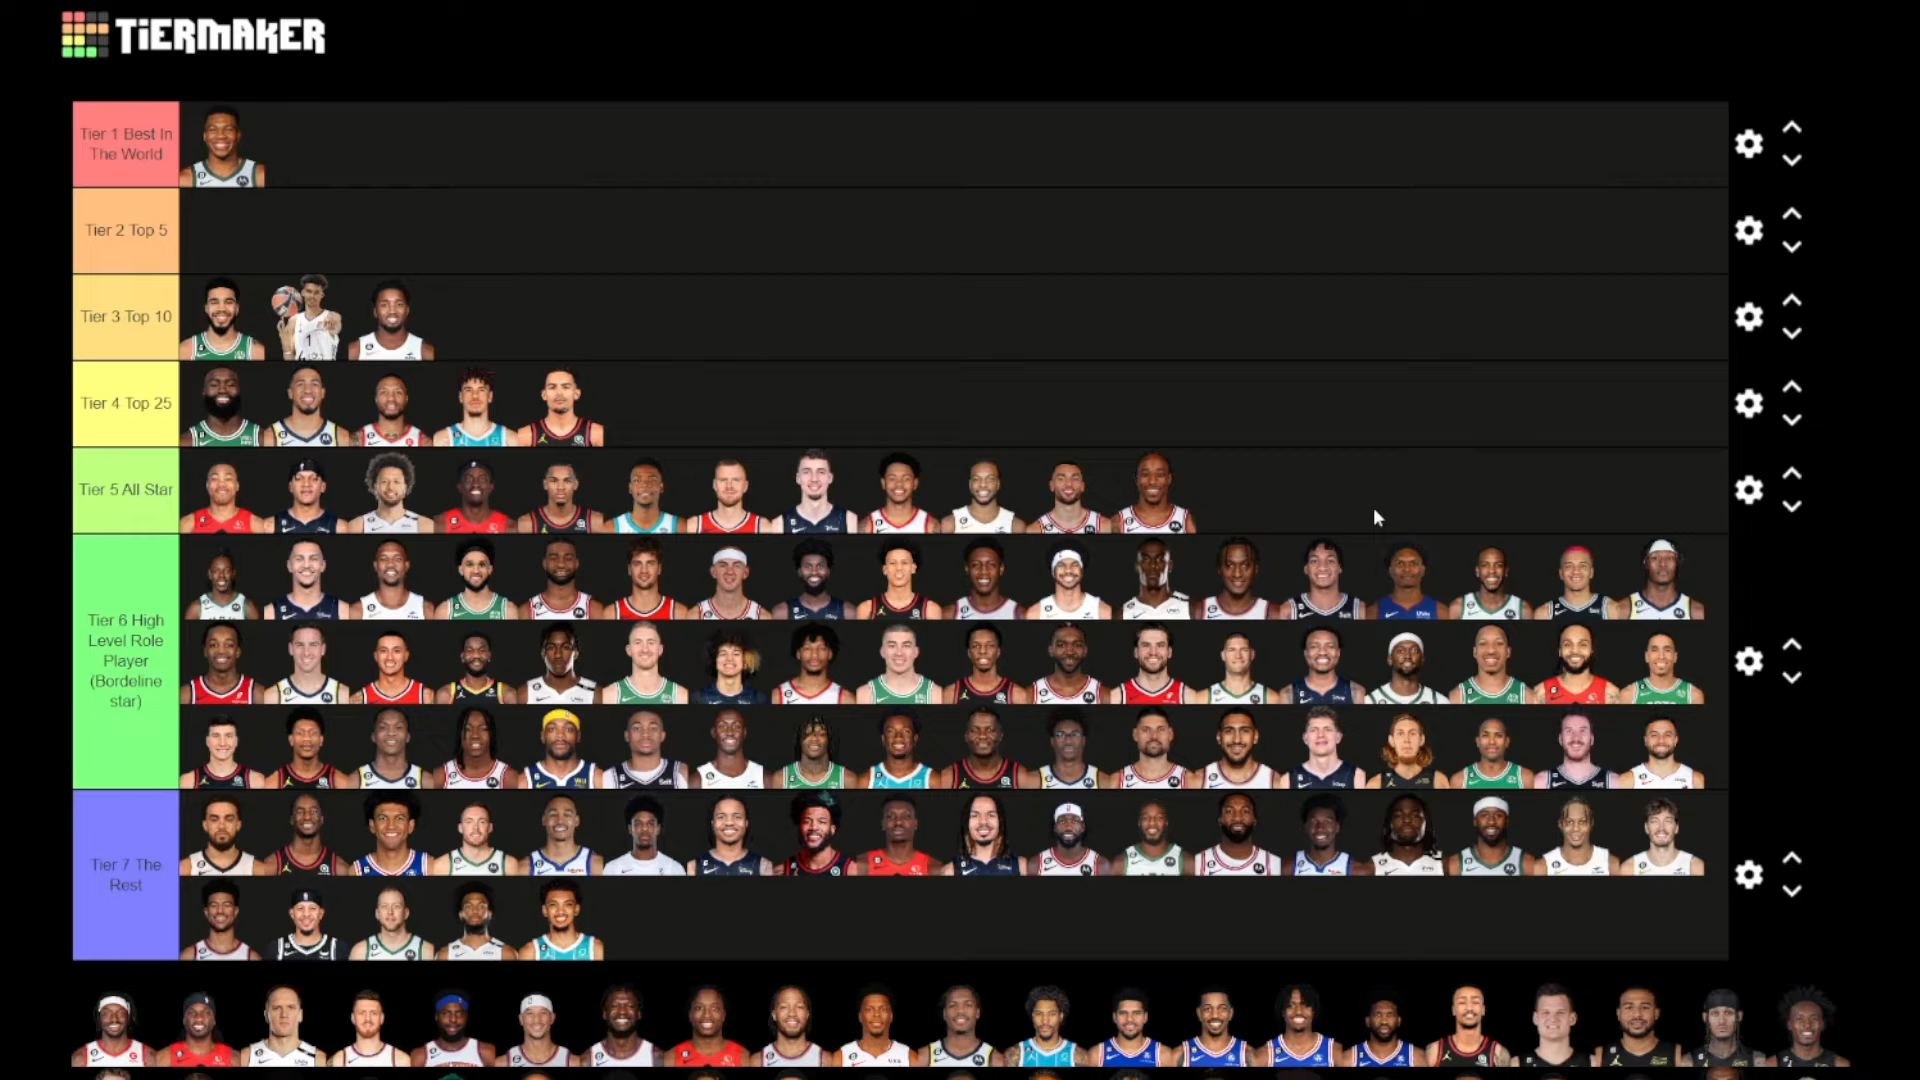 TiERMAKER
Tier 1 Best In
The World
Tier 2 Top 5
Tier 3 Top 10
1
Tier 4 Top 25
Tier 5 All Star
Tier 6 High
Level Role
Player
(Bordeline
star)
Tier 7 The
Rest